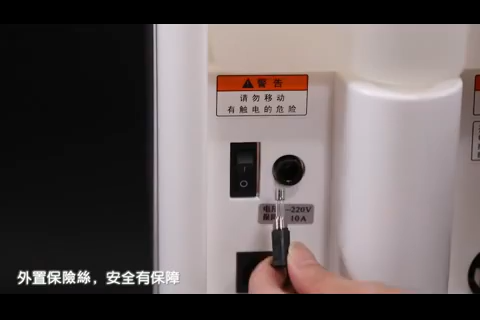 警告
请勿移动
有触电的危险
~220V
10A
外置保險絲，安全有保障